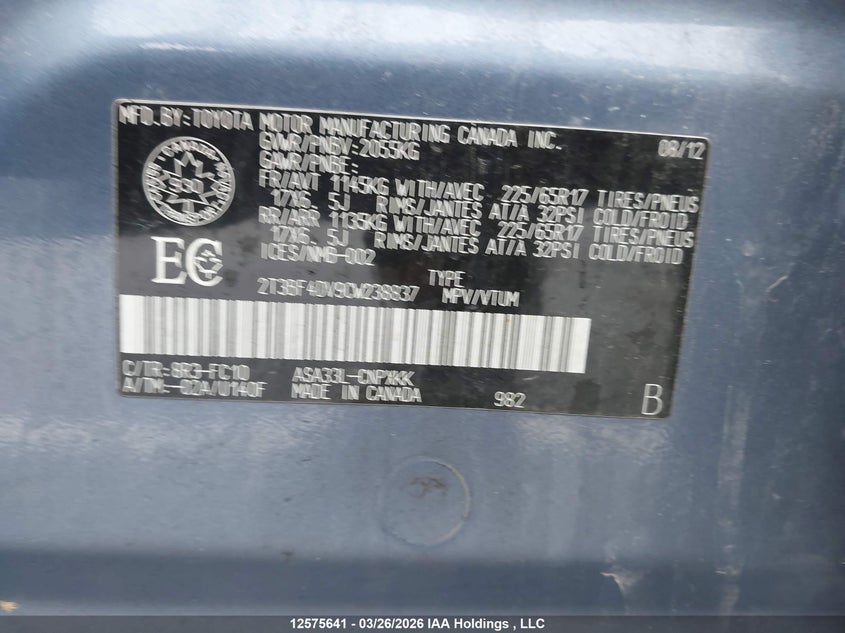 MFD. BY: TOYOTA MOTOR MANUFACTURING CANADA INC. 08/12
GVWR/PNBV: 2055KG
GAWR/PNBE:
FR/AVT 1145KG WITH/AVEC 225/65R17 TIRES/PNEUS
17X6. 5J RIMS/JANTES AT/A 32PSI COLD/FROID
RR/ARR 1135KG WITH/AVEC 225/65R17 TIRES/PNEUS
17X6. 5J RIMS/JANTES AT/A 32PSI COLD/FROID
ICES/NMB-002
CANADA
EC
TYPE
2T3BF4DV9CW238837 MPV/VTUM
C/TR: 8R3-FC10 ASA33L-CNPXKK
A/TM: -02A/U140F MADE IN CANADA 982 B
12575641 - 03/26/2026 IAA Holdings , LLC